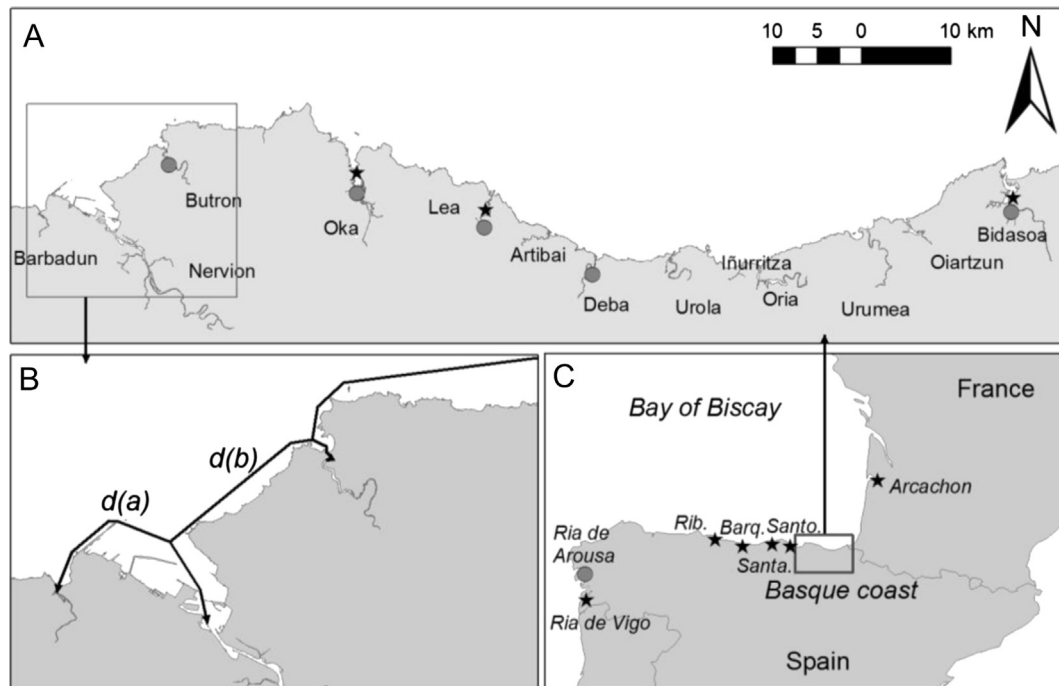 A
10 5 0 10 km
N
Butron
Oka
Lea
Bidasoa
Barbadun
Nervion
Artibai
Iñurritza
Oiartzun
Deba
Urola
Oria
Urumea
B
d(a)
d(b)
C
France
Bay of Biscay
Arcachon
Rib.
Barq.
Santo.
Santa.
Ria de
Arousa
Basque coast
Ria de Vigo
Spain